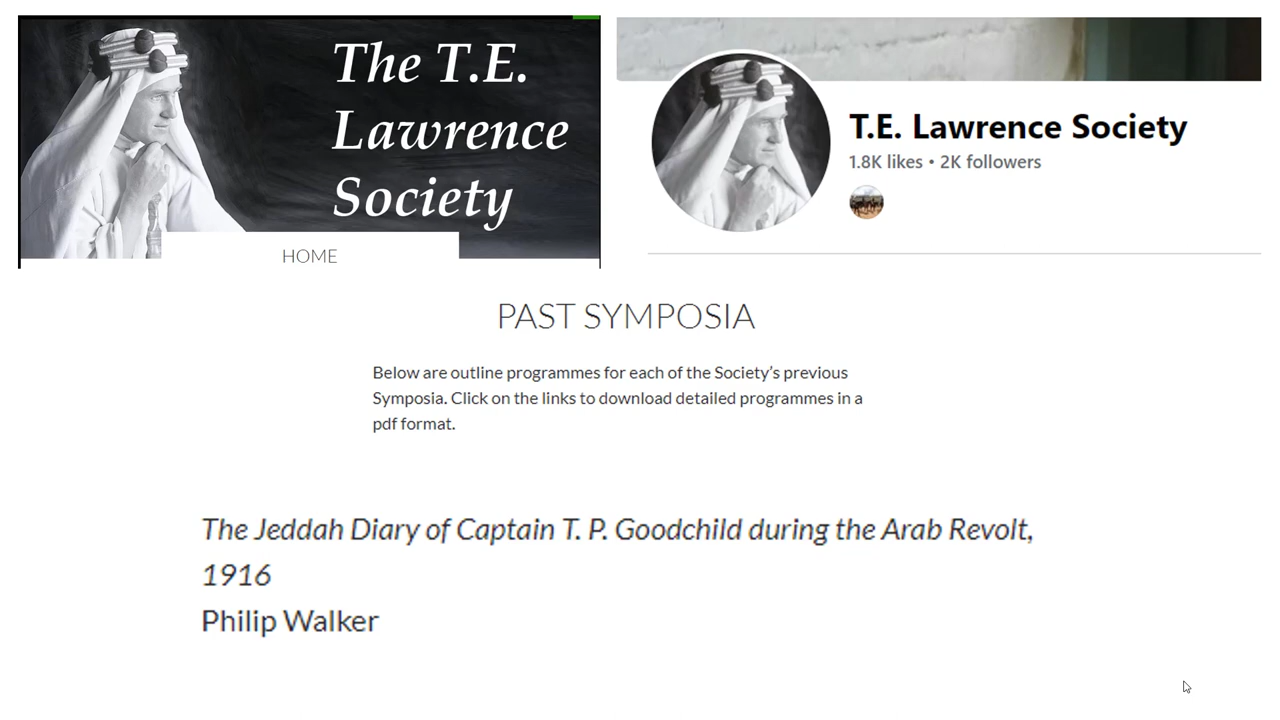 The T.E.
Lawrence
Society
HOME
T.E. Lawrence Society
1.8K likes • 2K followers
PAST SYMPOSIA
Below are outline programmes for each of the Society’s previous
Symposia. Click on the links to download detailed programmes in a
pdf format.
The Jeddah Diary of Captain T. P. Goodchild during the Arab Revolt,
1916
Philip Walker